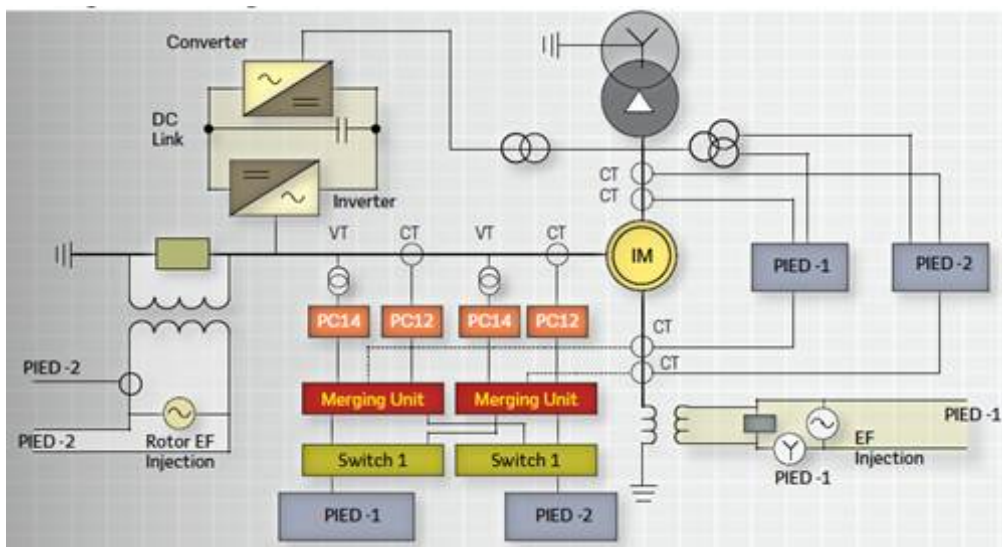 Converter
DC
Link
Inverter
CT
CT
VT
CT
VT
CT
IM
PIED -1
PIED -2
PC14
PC12
PC14
PC12
CT
CT
PIED -2
Merging Unit
Merging Unit
PIED -1
PIED -2
Rotor EF
Injection
EF
Injection
Switch 1
Switch 1
PIED -1
PIED -1
PIED -2